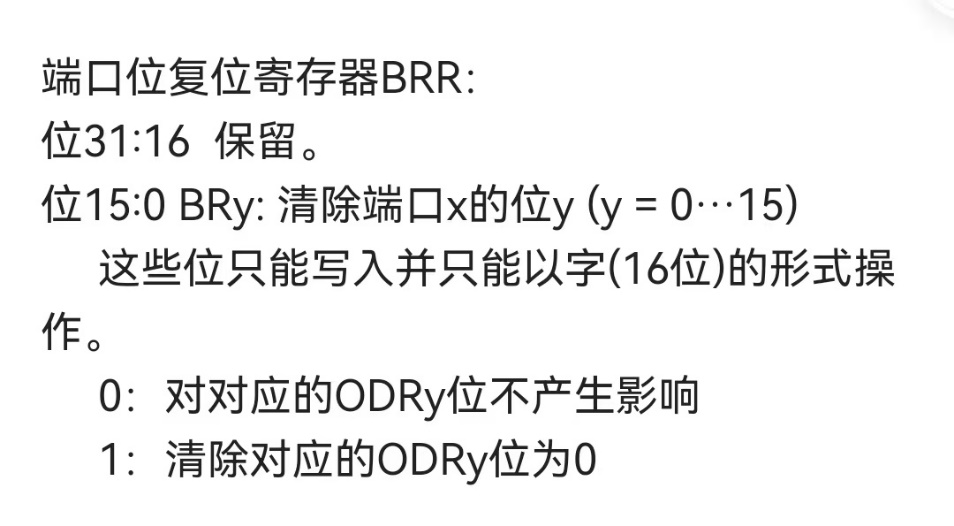 端口位复位寄存器BRR:
位31:16 保留。
位15:0 BRy: 清除端口x的位y (y = 0…15)
这些位只能写入并只能以字(16位)的形式操
作。
0：对对应的ODRy位不产生影响
1：清除对应的ODRy位为0